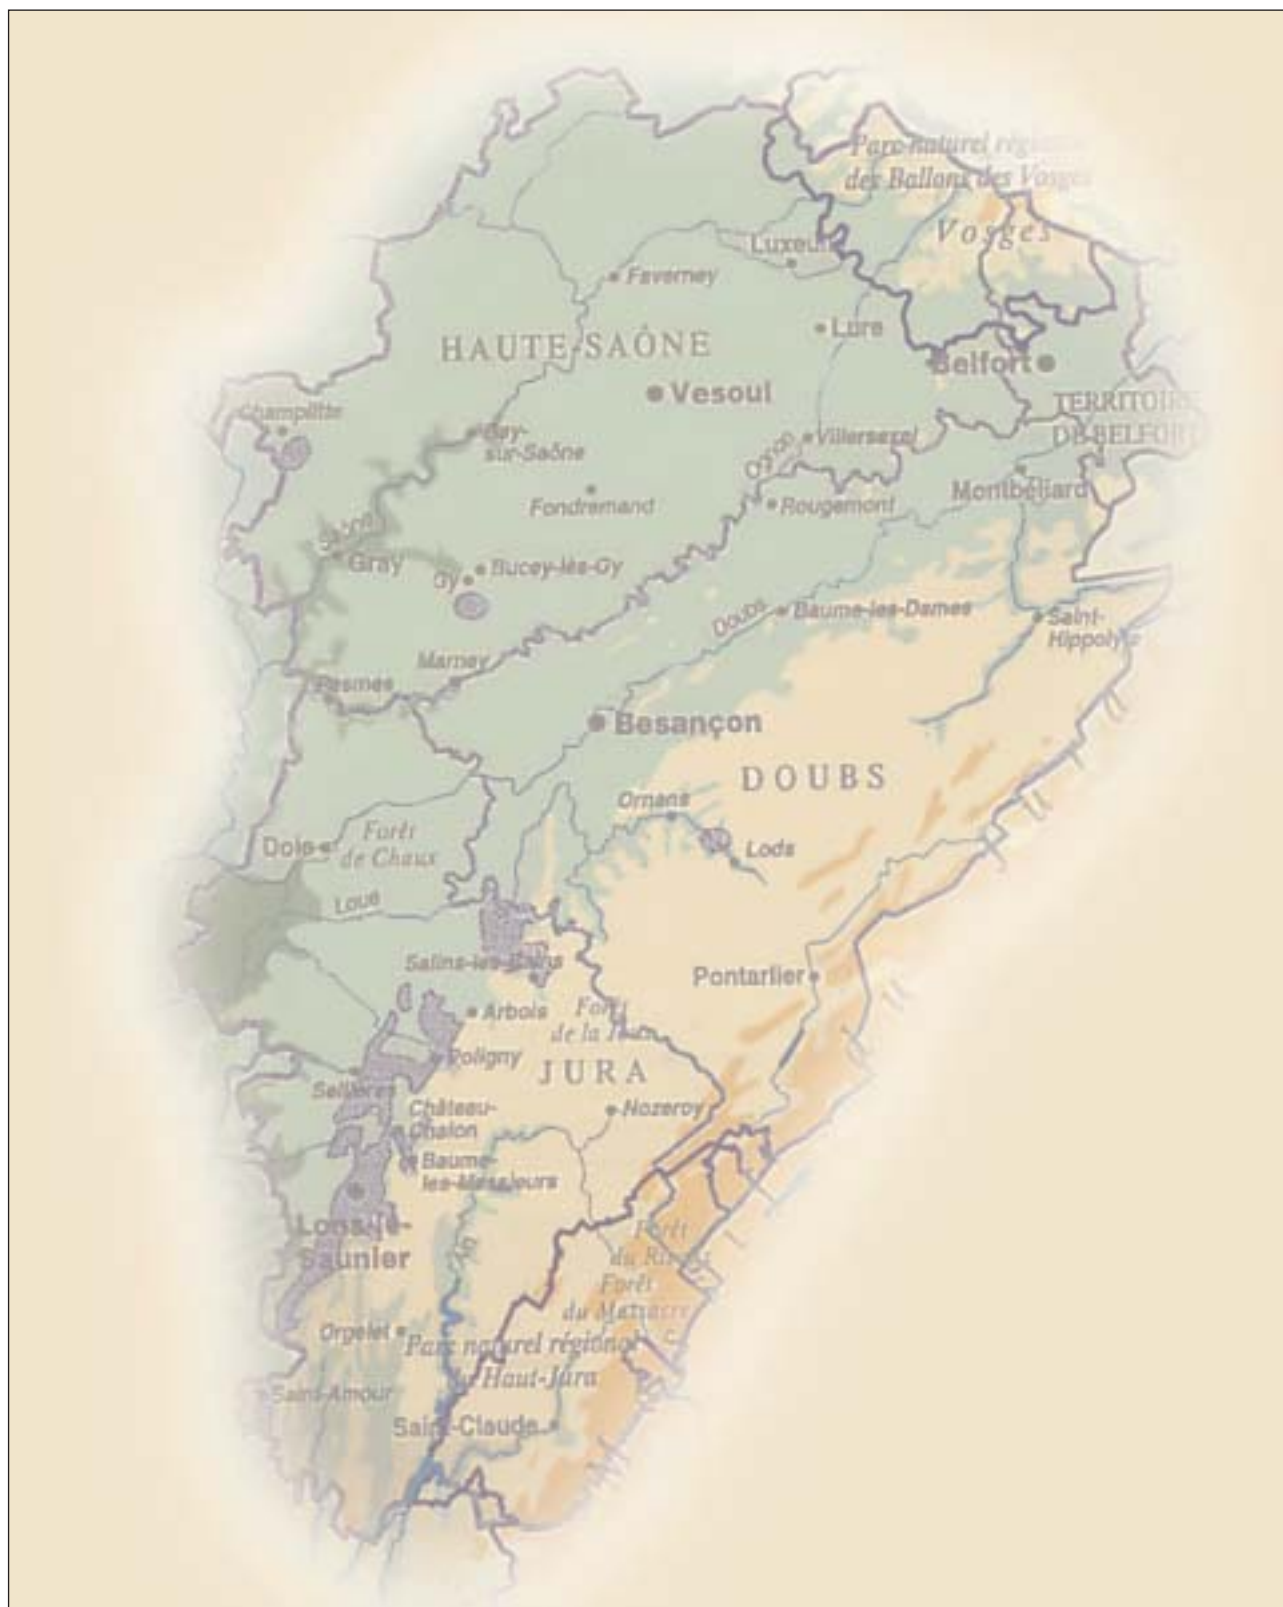 Parc naturel régional
des Ballons des Vosges
Vosges
Luxeuil
Faverney
Lure
HAUTE-SAÔNE
Belfort
Vesoul
TERRITOIRE
DE BELFORT
Champlitte
Ray-
sur-Saône
Villersexel
Ognon
Montbéliard
Fondremand
Rougemont
Saône
Gray
Bucey-lès-Gy
Gy
Doubs
Baume-les-Dames
Saint-
Hippolyte
Marnay
Pesmes
Besançon
DOUBS
Ornans
Dole
Forêt
de Chaux
Lods
Loue
Salins-les-Bains
Pontarlier
Arbois
Forêt
de la Joux
Poligny
JURA
Sellières
Château-
Chalon
Nozeroy
Baume-
les-Messieurs
Lons-le-
Saunier
Ain
Forêt
du Risoux
Forêt
du Massacre
Orgelet
Parc naturel régional
du Haut-Jura
Saint-Amour
Saint-Claude